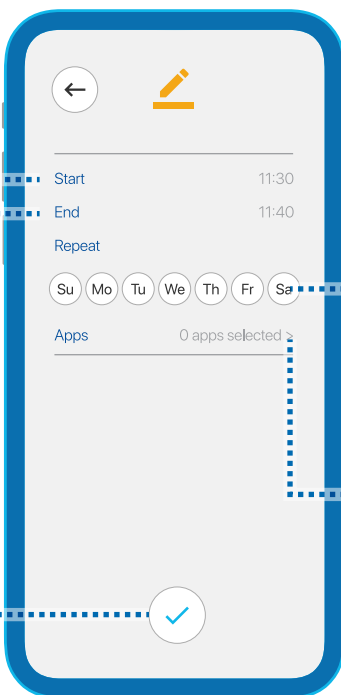 Start 11:30
End 11:40
Repeat
Su Mo Tu We Th Fr Sa
Apps 0 apps selected >